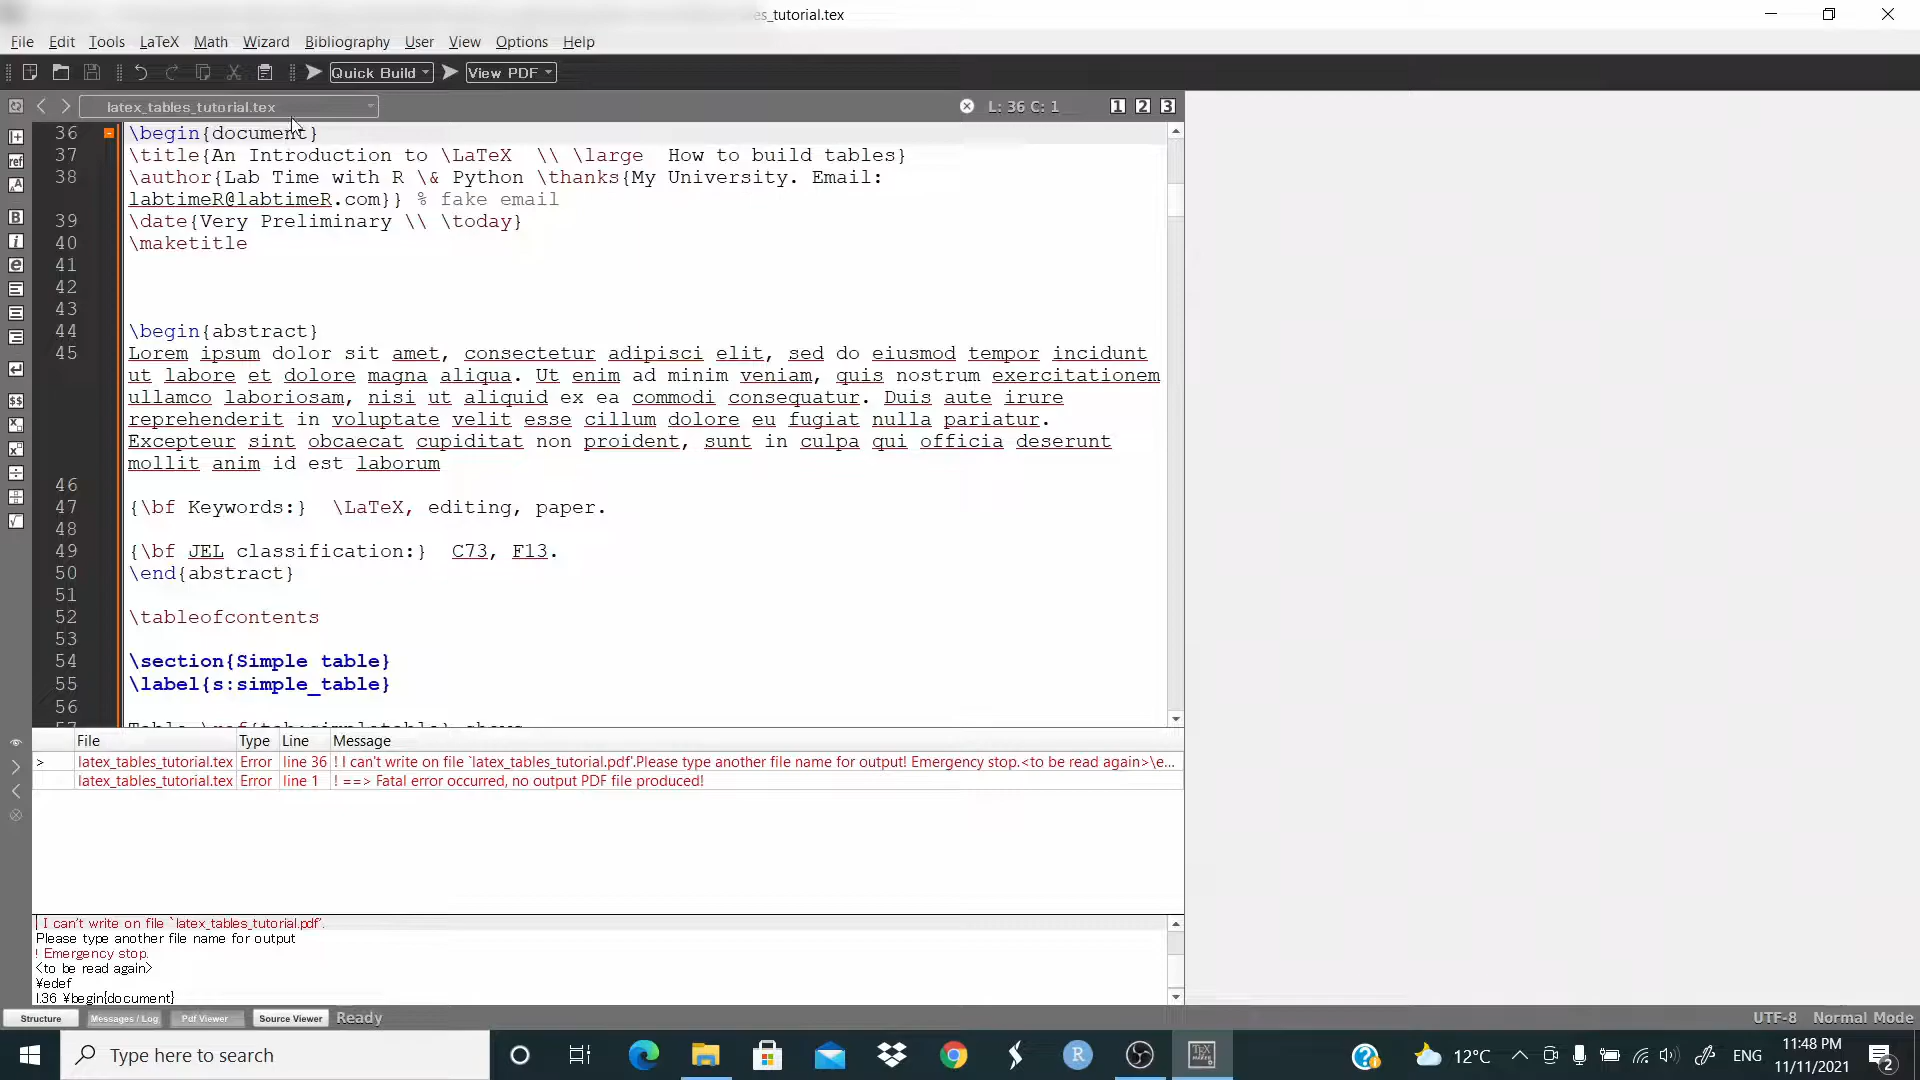 es_tutorial.tex
File Edit Tools LaTeX Math Wizard Bibliography User View Options Help
Quick Build View PDF
latex_tables_tutorial.tex L: 36 C: 1 1 2 3
36 \begin{document}
37 \title{An Introduction to \LaTeX \\ \large How to build tables}
38 \author{Lab Time with R \& Python \thanks{My University. Email:
labtimeR@labtimeR.com}} % fake email
39 \date{Very Preliminary \\ \today}
40 \maketitle
41
42
43
44 \begin{abstract}
45 Lorem ipsum dolor sit amet, consectetur adipisci elit, sed do eiusmod tempor incidunt
ut labore et dolore magna aliqua. Ut enim ad minim veniam, quis nostrum exercitationem
ullamco laboriosam, nisi ut aliquid ex ea commodi consequatur. Duis aute irure
reprehenderit in voluptate velit esse cillum dolore eu fugiat nulla pariatur.
Excepteur sint obcaecat cupiditat non proident, sunt in culpa qui officia deserunt
mollit anim id est laborum
46
47 {\bf Keywords:} \LaTeX, editing, paper.
48
49 {\bf JEL classification:} C73, F13.
50 \end{abstract}
51
52 \tableofcontents
53
54 \section{Simple table}
55 \label{s:simple_table}
56
57 Table \ref{tab:simpletable} shows
File Type Line Message
> latex_tables_tutorial.tex Error line 36 ! I can't write on file `latex_tables_tutorial.pdf'.Please type another file name for output! Emergency stop.<to be read again>\e...
latex_tables_tutorial.tex Error line 1 ! ==> Fatal error occurred, no output PDF file produced!
! I can't write on file `latex_tables_tutorial.pdf'.
Please type another file name for output
! Emergency stop.
<to be read again>
¥edef
l.36 ¥begin{document}
Structure Messages / Log Pdf Viewer Source Viewer Ready UTF-8 Normal Mode
Type here to search 12°C ENG 11:48 PM
11/11/2021 2